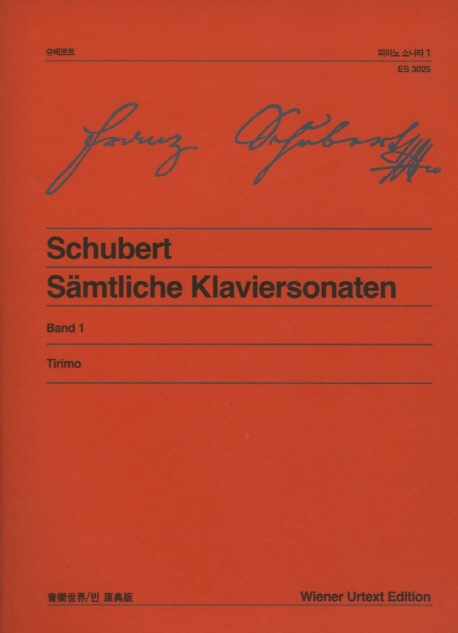 슈베르트
피아노 소나타 1
ES 3025
Franz Schubert
Schubert
Sämtliche Klaviersonaten
Band 1
Tirimo
音樂世界/빈 原典版
Wiener Urtext Edition